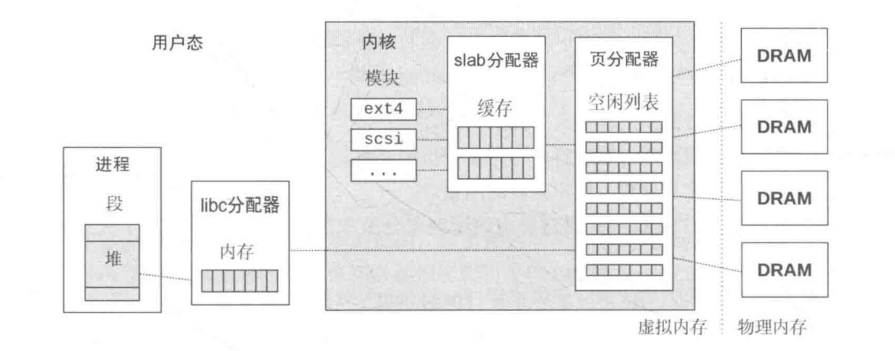 用户态
内核
模块
ext4
scsi
...
slab分配器
缓存
页分配器
空闲列表
DRAM
DRAM
DRAM
DRAM
进程
段
堆
libc分配器
内存
虚拟内存
物理内存